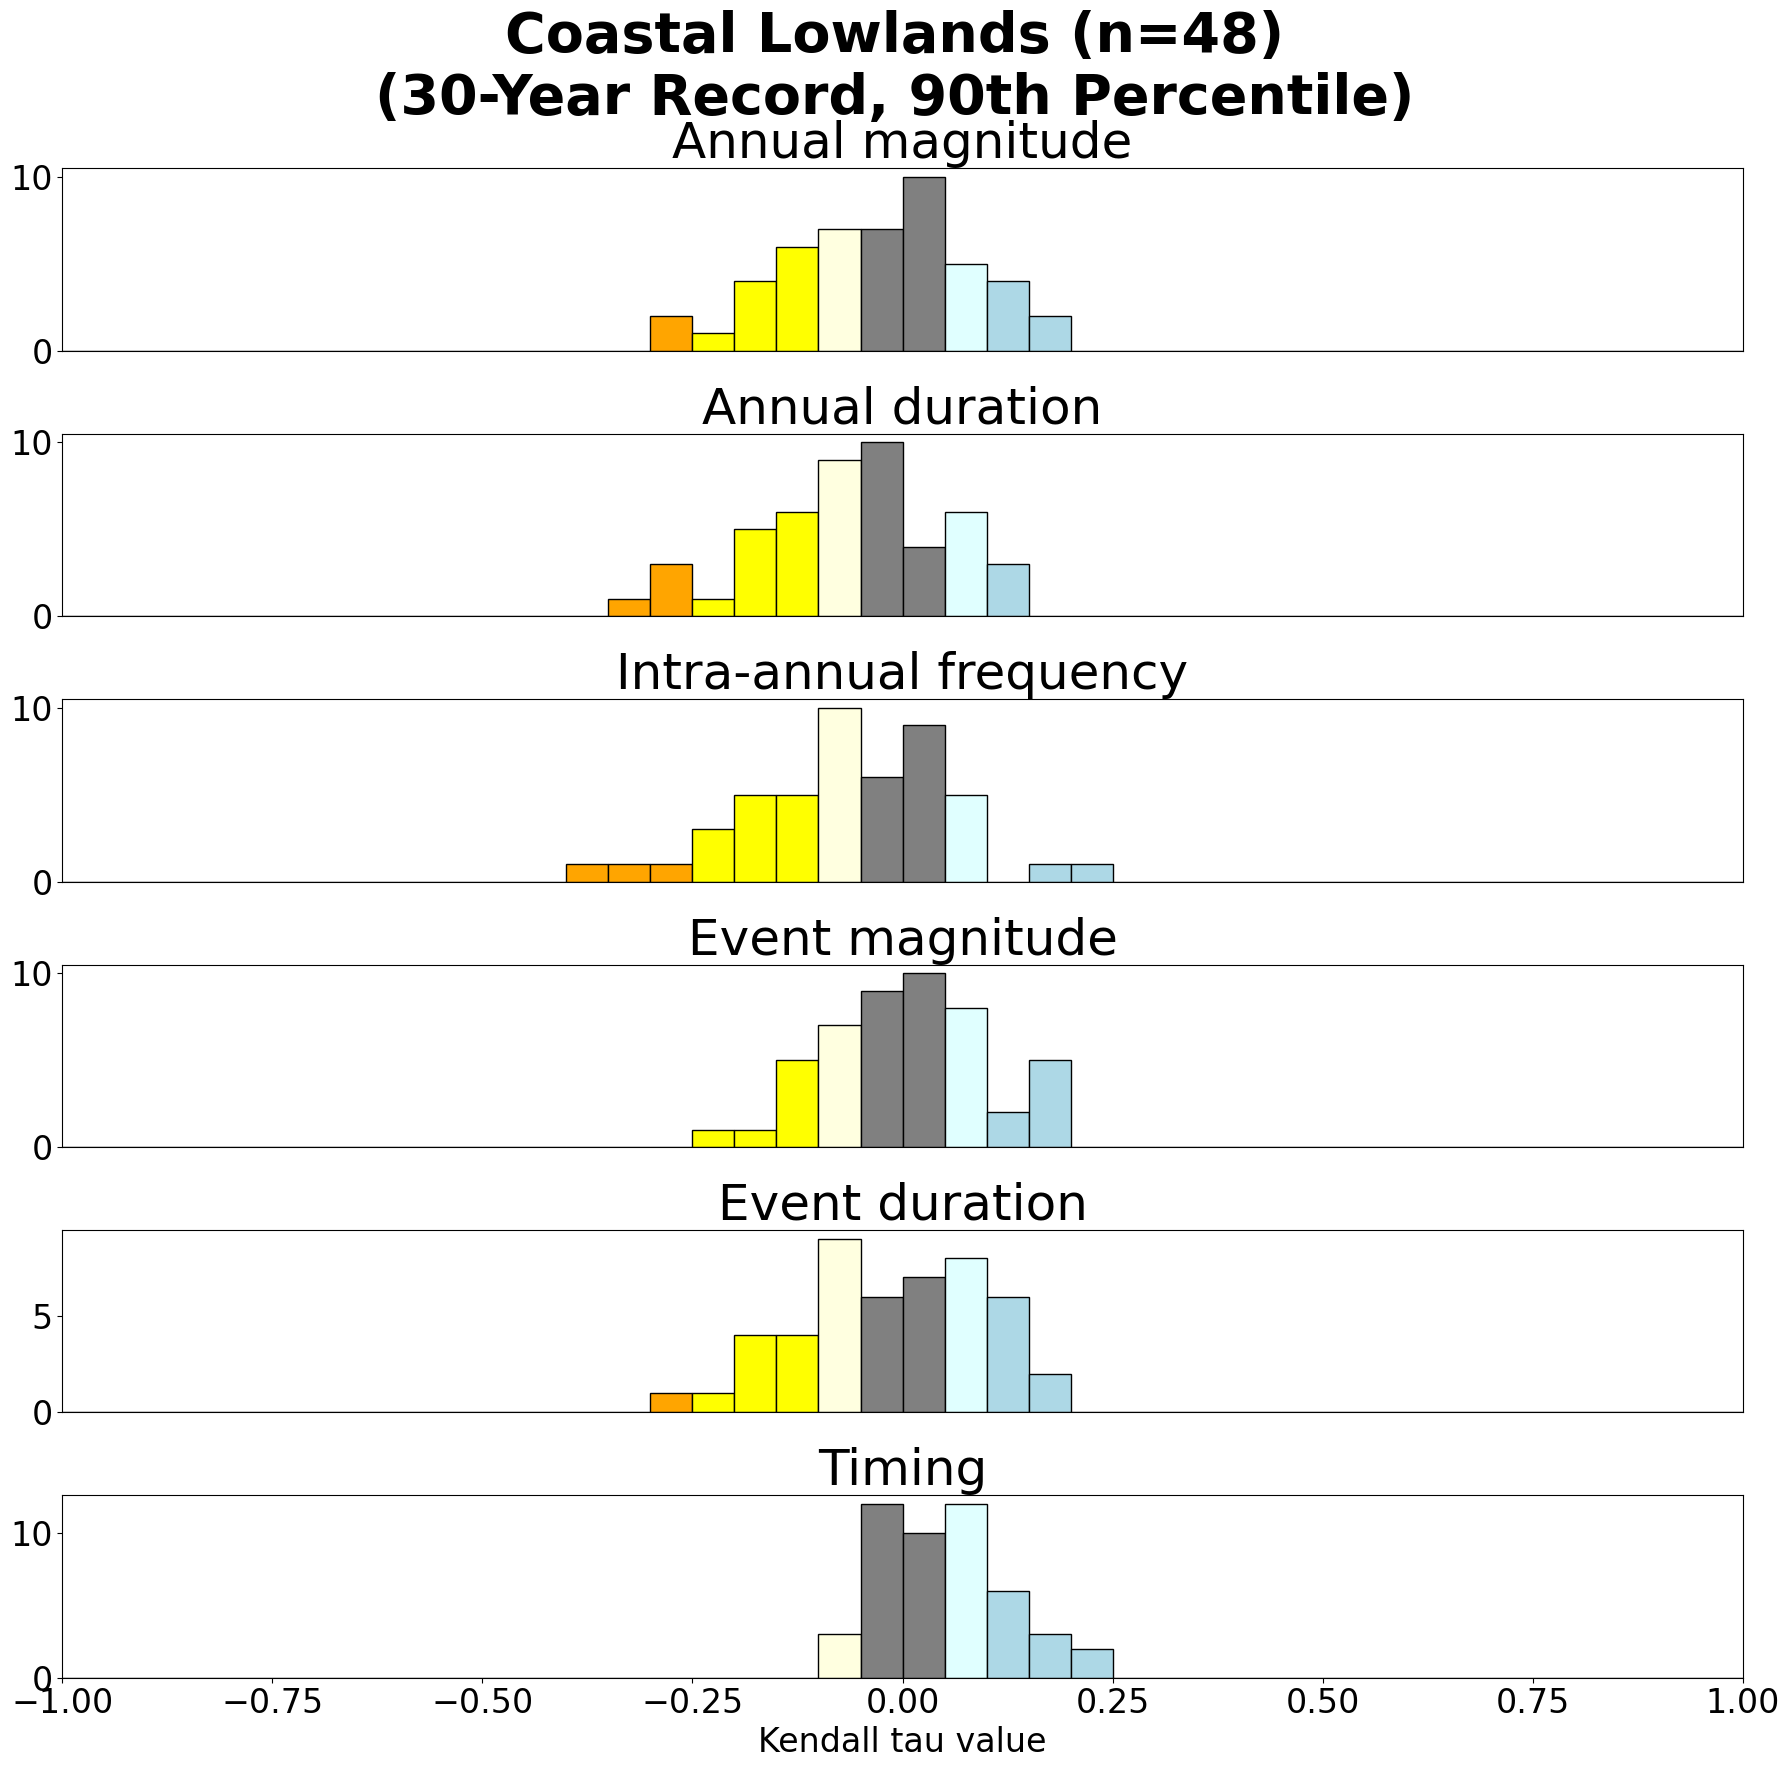 Coastal Lowlands (n=48)
(30-Year Record, 90th Percentile)
Annual magnitude
10
0
Annual duration
10
0
Intra-annual frequency
10
0
Event magnitude
10
0
Event duration
5
0
Timing
10
0
−1.00 −0.75 −0.50 −0.25 0.00 0.25 0.50 0.75 1.00
Kendall tau value